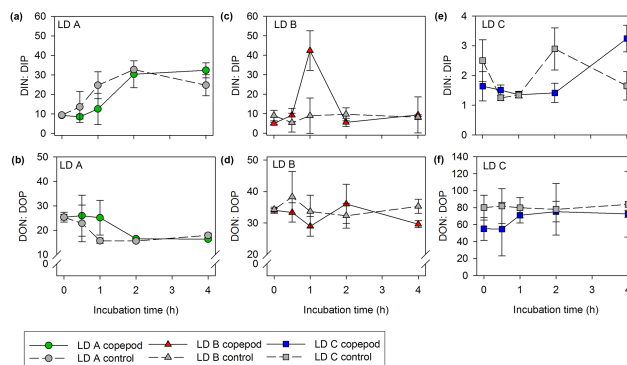 (a) LD A
DIN: DIP
60
50
40
30
20
10
0
(c) LD B
DIN: DIP
60
50
40
30
20
10
0
(e) LD C
DIN: DIP
4
3
2
1
0
(b) LD A
DON: DOP
50
40
30
20
10
0
0 1 2 3 4
Incubation time (h)
(d) LD B
DON: DOP
50
40
30
20
0
0 1 2 3 4
Incubation time (h)
(f) LD C
DON: DOP
140
120
100
80
60
40
20
0
0 1 2 3 4
Incubation time (h)
LD A copepod LD B copepod LD C copepod
LD A control LD B control LD C control